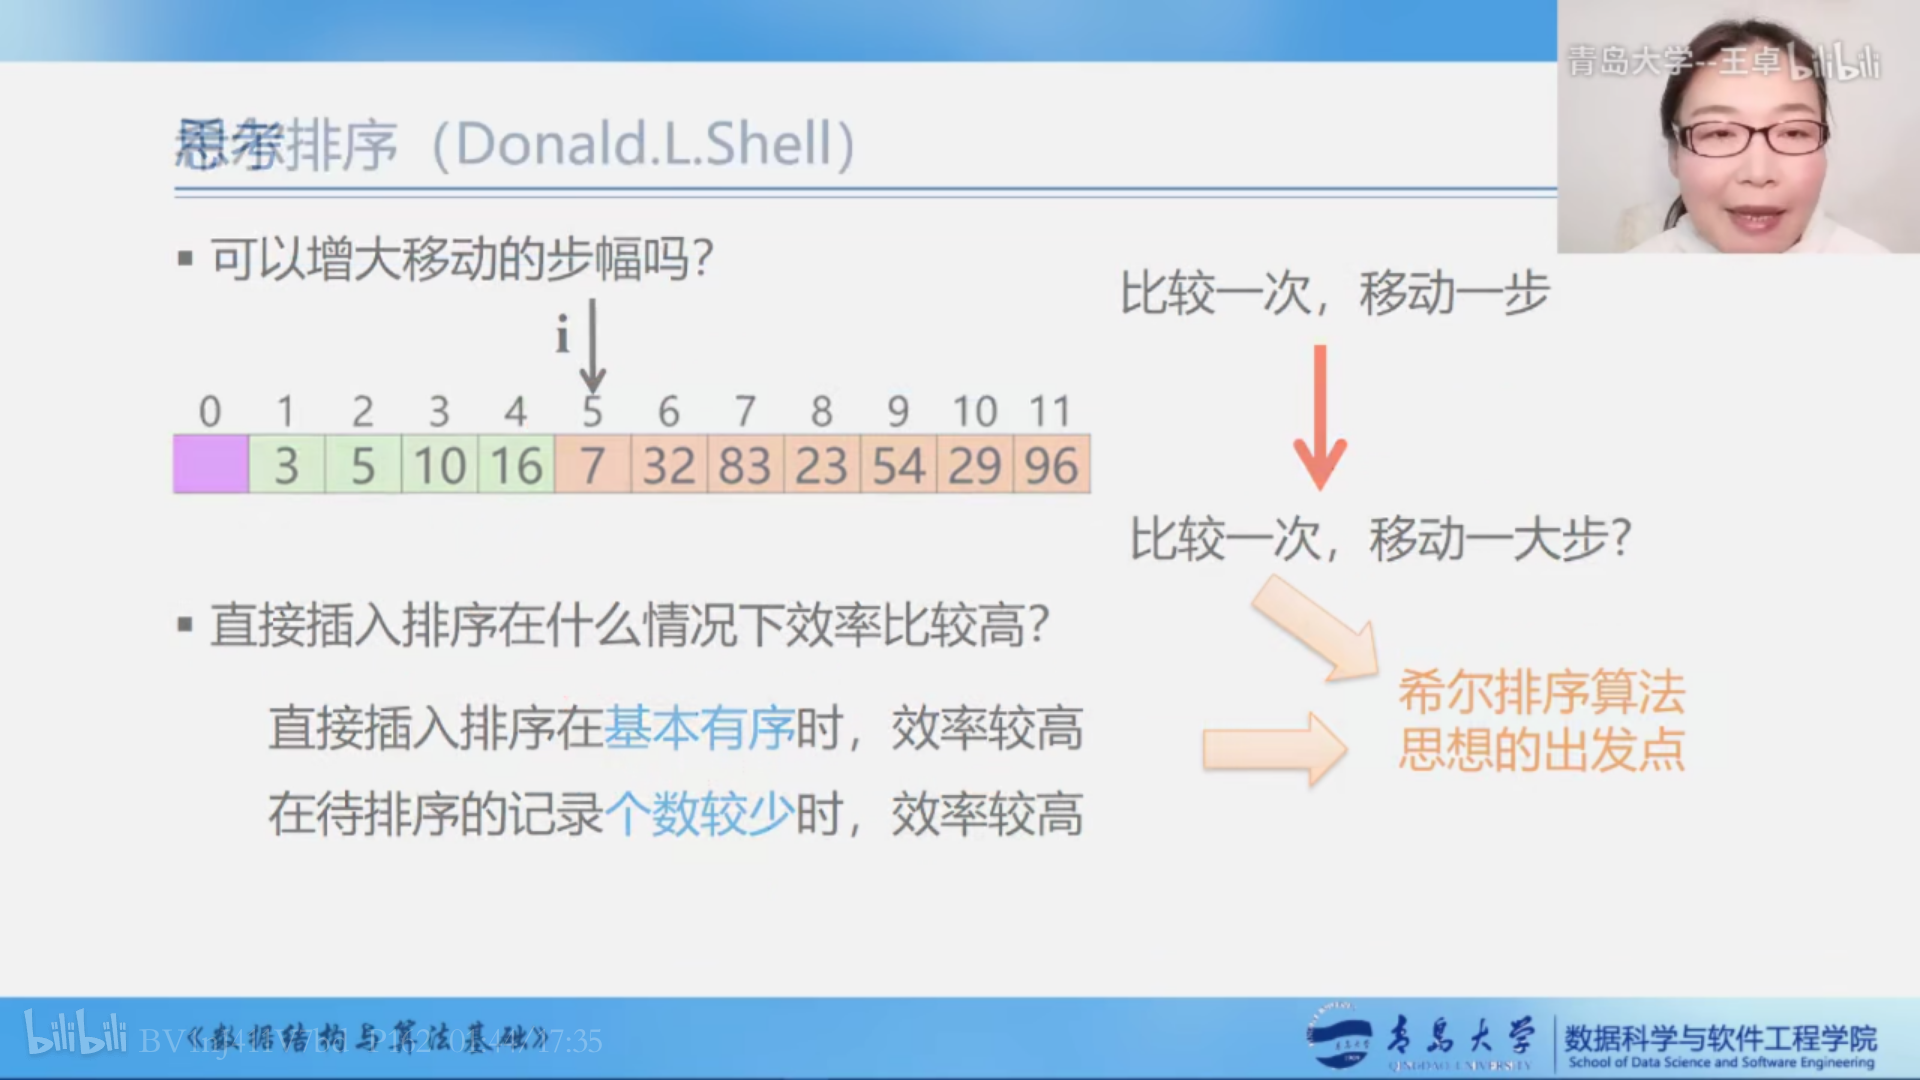 青岛大学--王卓 bilibili
排序（Donald.L.Shell）
▪ 可以增大移动的步幅吗？
i
0 1 2 3 4 5 6 7 8 9 10 11
3 5 10 16 7 32 83 23 54 29 96
比较一次，移动一步
比较一次，移动一大步？
▪ 直接插入排序在什么情况下效率比较高？
直接插入排序在基本有序时，效率较高
在待排序的记录个数较少时，效率较高
希尔排序算法
思想的出发点
bilibili
《数据结构与算法基础》
17:35
青岛大学
QINGDAO UNIVERSITY
数据科学与软件工程学院
School of Data Science and Software Engineering